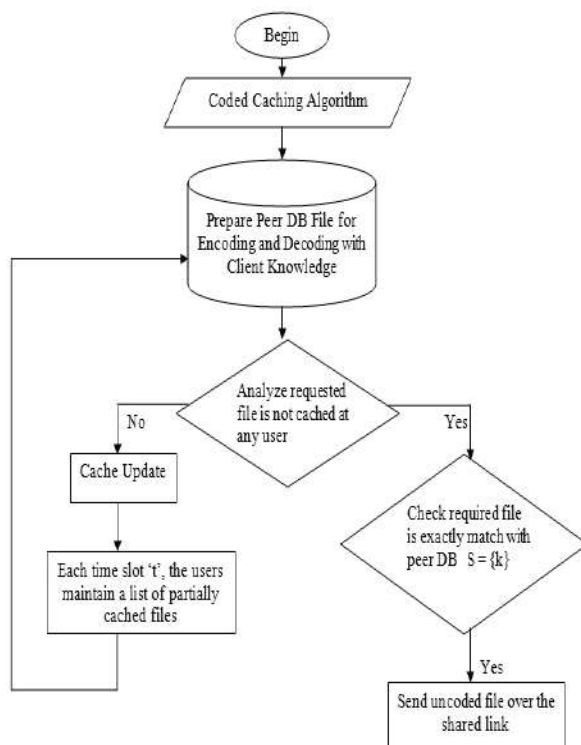 Begin
Coded Caching Algorithm
Prepare Peer DB File for
Encoding and Decoding with
Client Knowledge
Analyze requested
file is not cached at
any user
No
Yes
Cache Update
Check required file
is exactly match with
peer DB S = {k}
Each time slot ‘t’, the users
maintain a list of partially
cached files
Yes
Send uncoded file over the
shared link